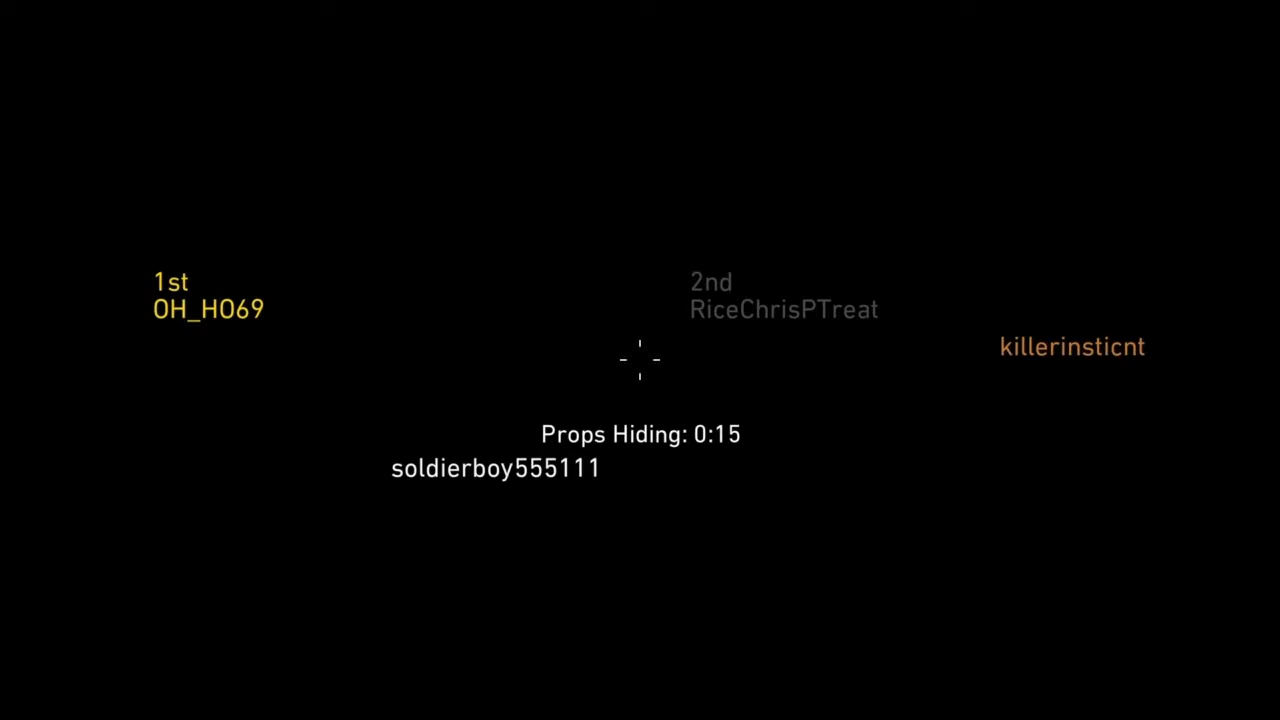 1st
OH_HO69
2nd
RiceChrisPTreat
killerinsticnt
Props Hiding: 0:15
soldierboy555111